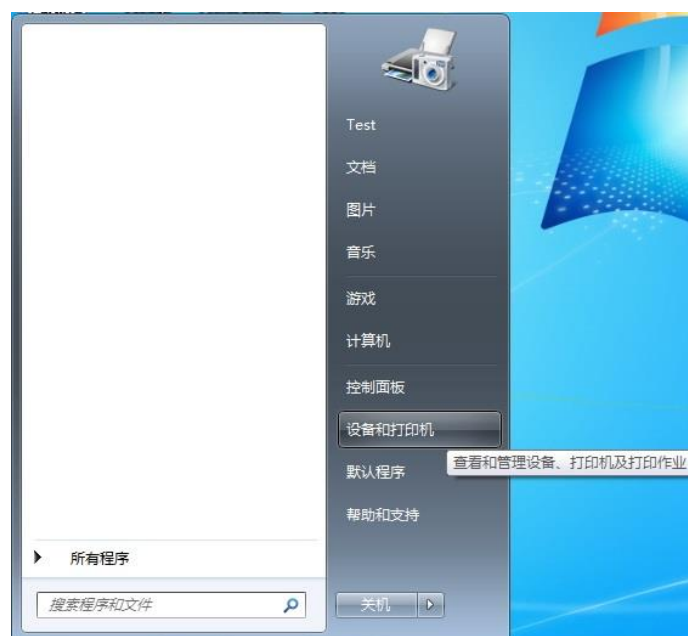 Test
文档
图片
音乐
游戏
计算机
控制面板
设备和打印机
查看和管理设备、打印机及打印作业
默认程序
帮助和支持
所有程序
搜索程序和文件
关机